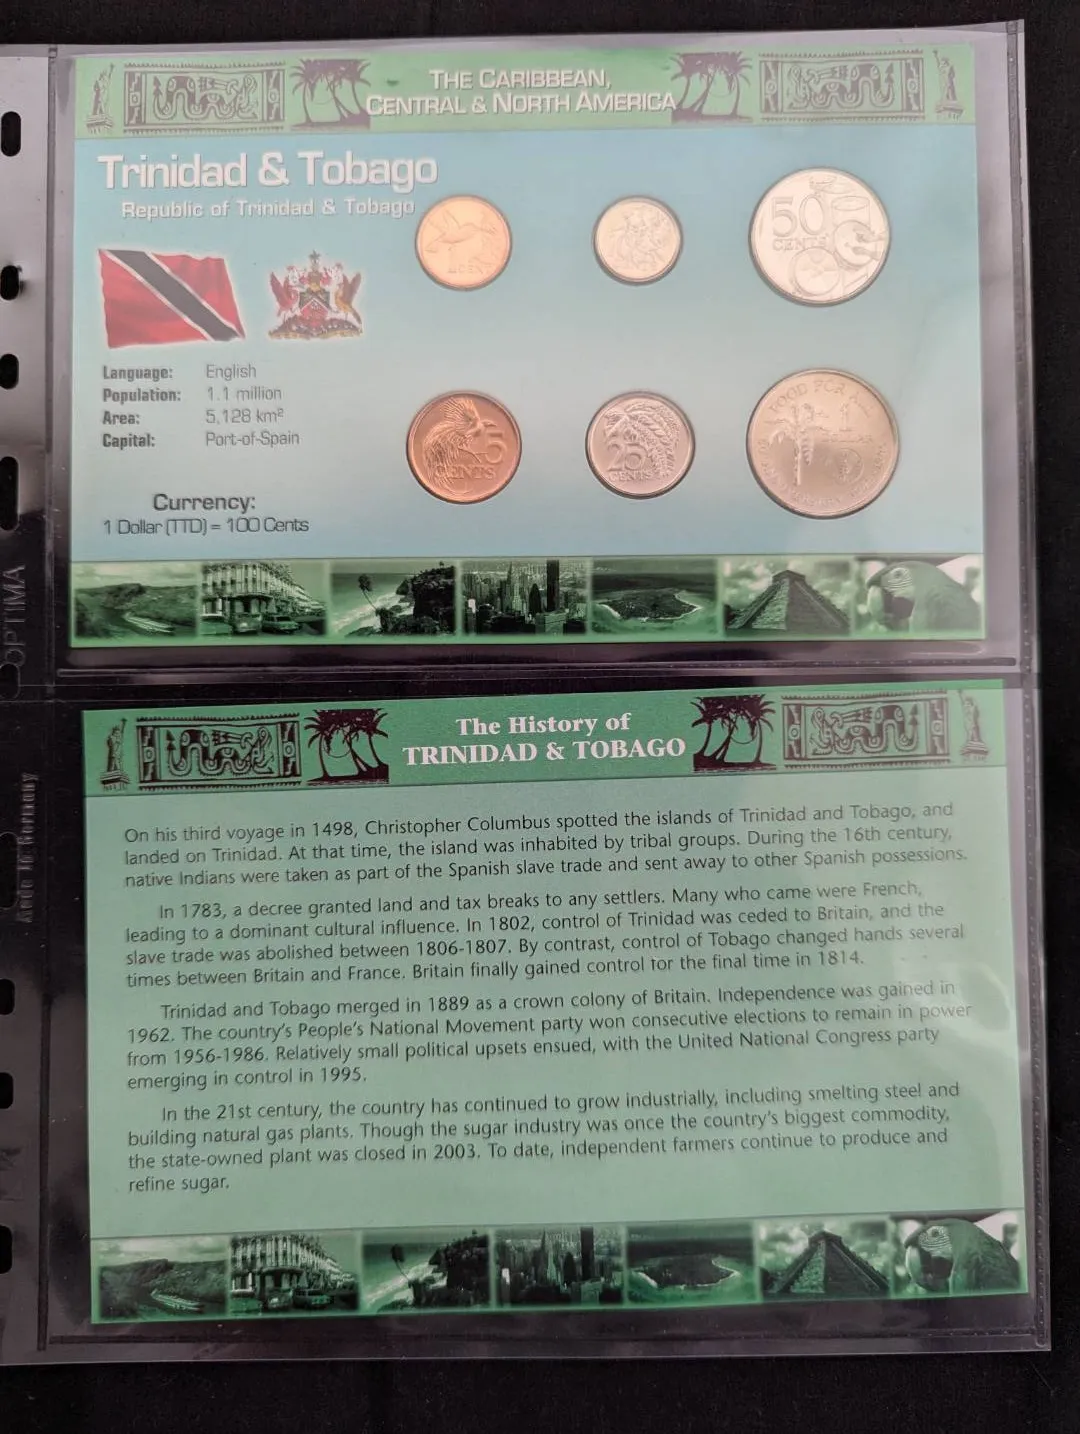 THE CARIBBEAN,
CENTRAL & NORTH AMERICA
Trinidad & Tobago
Republic of Trinidad & Tobago
Language: English
Population: 1.1 million
Area: 5,128 km²
Capital: Port-of-Spain
Currency:
1 Dollar (TTD) = 100 Cents
1 CENT
50
CENTS
5
CENTS
25
CENTS
FOOD FOR
1
OPTIMA
Made in Germany
The History of
TRINIDAD & TOBAGO
On his third voyage in 1498, Christopher Columbus spotted the islands of Trinidad and Tobago, and
landed on Trinidad. At that time, the island was inhabited by tribal groups. During the 16th century,
native Indians were taken as part of the Spanish slave trade and sent away to other Spanish possessions.
In 1783, a decree granted land and tax breaks to any settlers. Many who came were French,
leading to a dominant cultural influence. In 1802, control of Trinidad was ceded to Britain, and the
slave trade was abolished between 1806-1807. By contrast, control of Tobago changed hands several
times between Britain and France. Britain finally gained control for the final time in 1814.
Trinidad and Tobago merged in 1889 as a crown colony of Britain. Independence was gained in
1962. The country's People's National Movement party won consecutive elections to remain in power
from 1956-1986. Relatively small political upsets ensued, with the United National Congress party
emerging in control in 1995.
In the 21st century, the country has continued to grow industrially, including smelting steel and
building natural gas plants. Though the sugar industry was once the country's biggest commodity,
the state-owned plant was closed in 2003. To date, independent farmers continue to produce and
refine sugar.